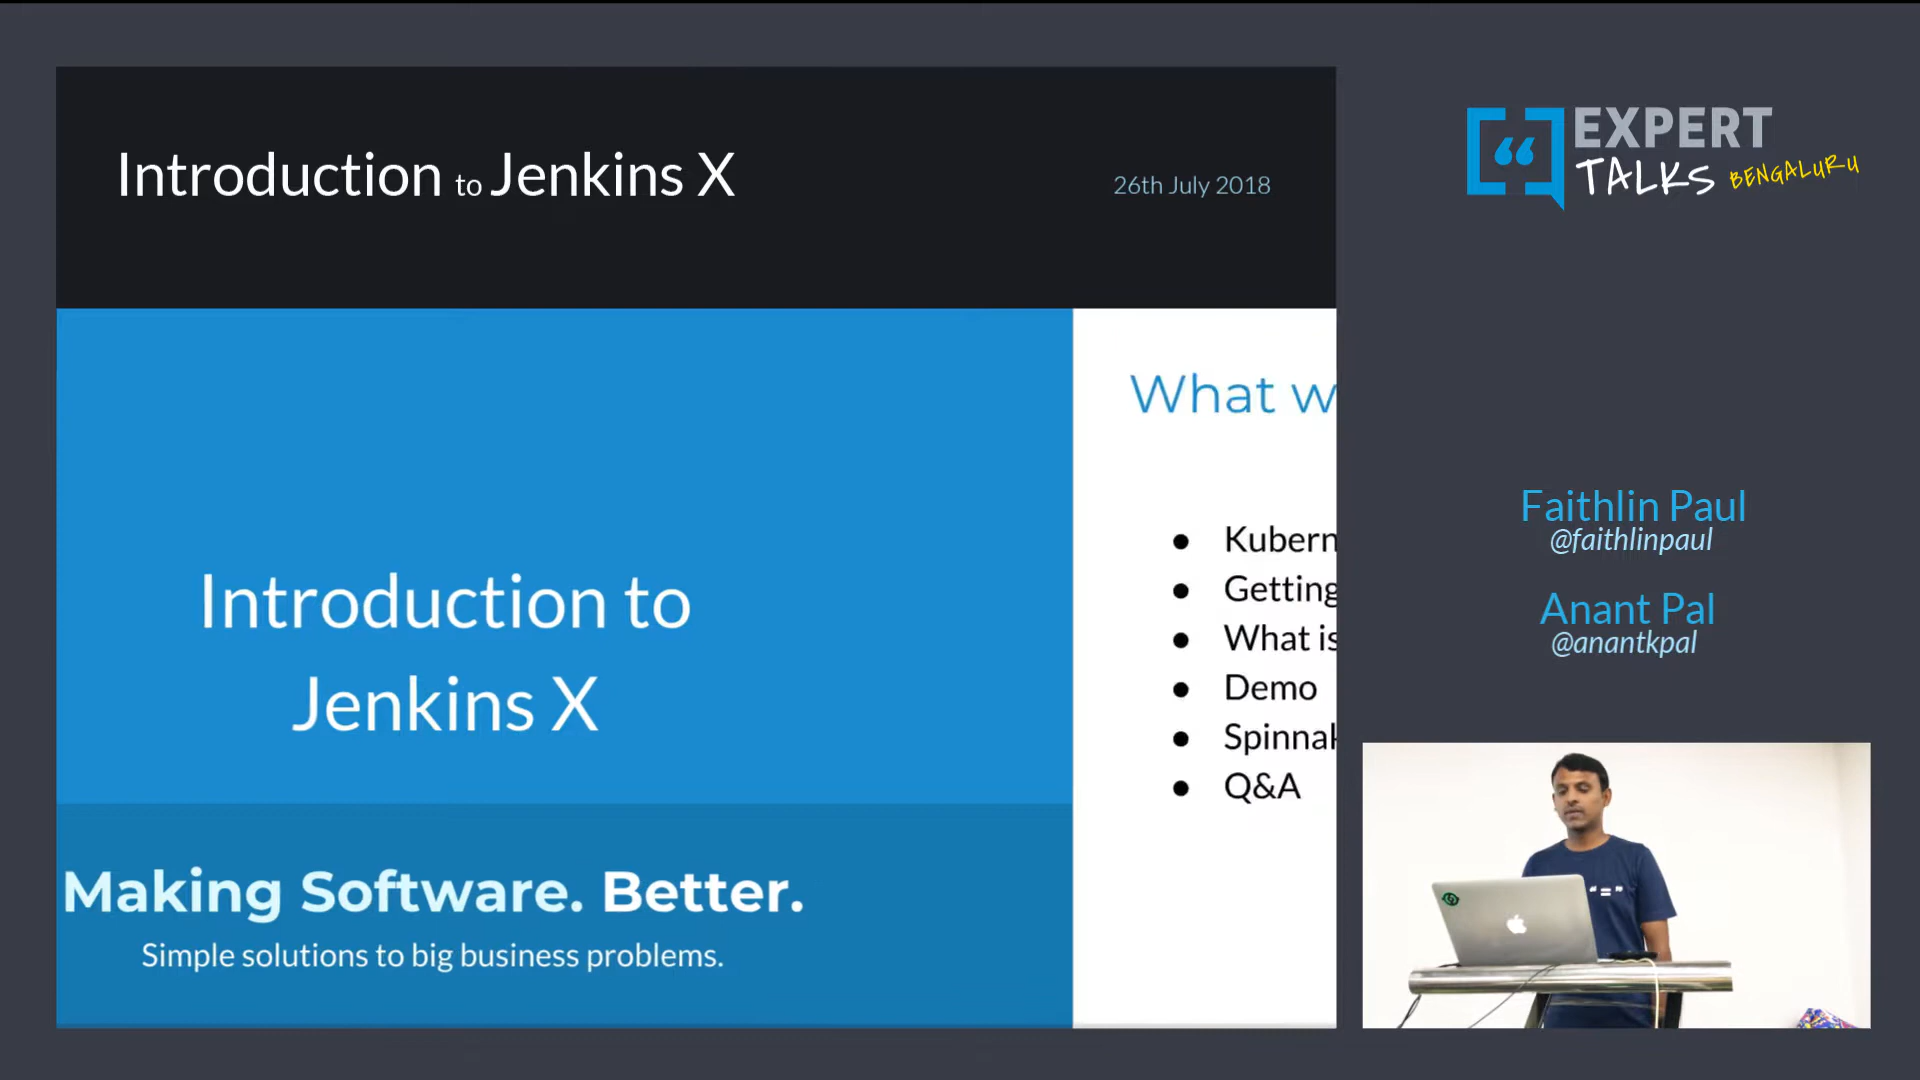 Introduction to Jenkins X
26th July 2018
EXPERT
TALKS BENGALURU
Introduction to
Jenkins X
Making Software. Better.
Simple solutions to big business problems.
What w
● Kubern
● Getting
● What is
● Demo
● Spinnak
● Q&A
Faithlin Paul
@faithlinpaul
Anant Pal
@anantkpal
"="